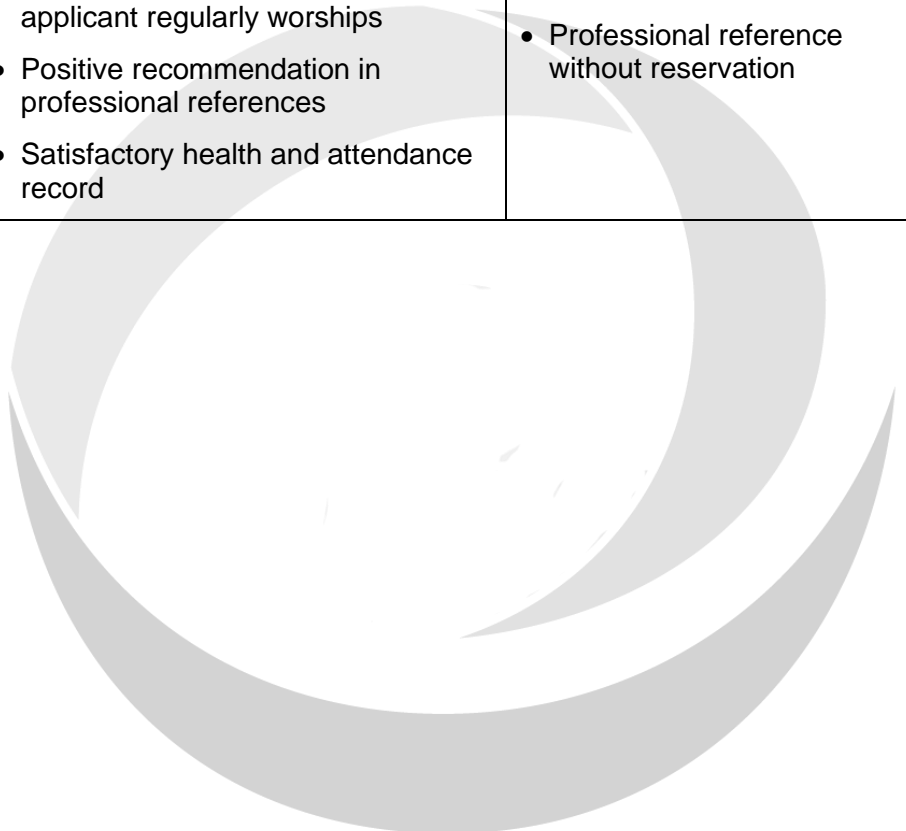 applicant regularly worships
• Positive recommendation in
professional references
• Satisfactory health and attendance
record
• Professional reference
without reservation